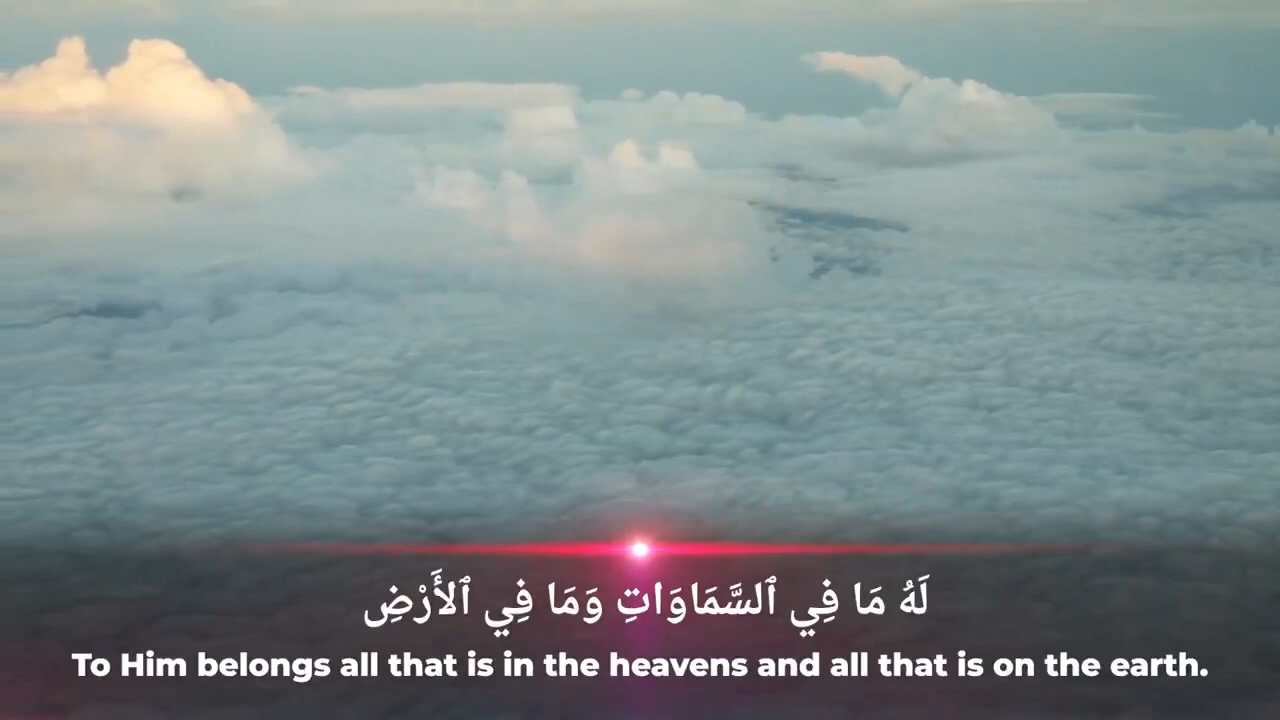 لَهُ مَا فِي ٱلسَّمَاوَاتِ وَمَا فِي ٱلأَرْضِ
To Him belongs all that is in the heavens and all that is on the earth.